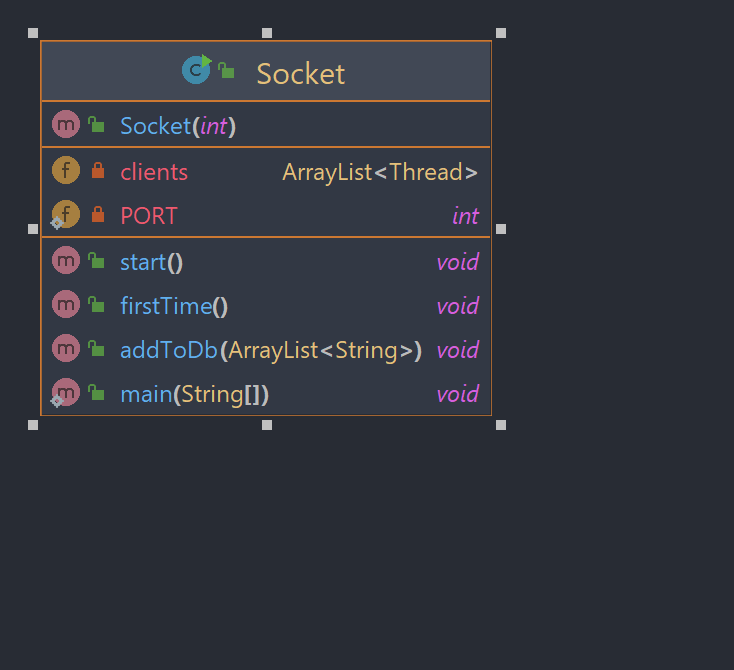 C Socket
m Socket(int)
f clients ArrayList<Thread>
f PORT int
m start() void
m firstTime() void
m addToDb(ArrayList<String>) void
m main(String[]) void